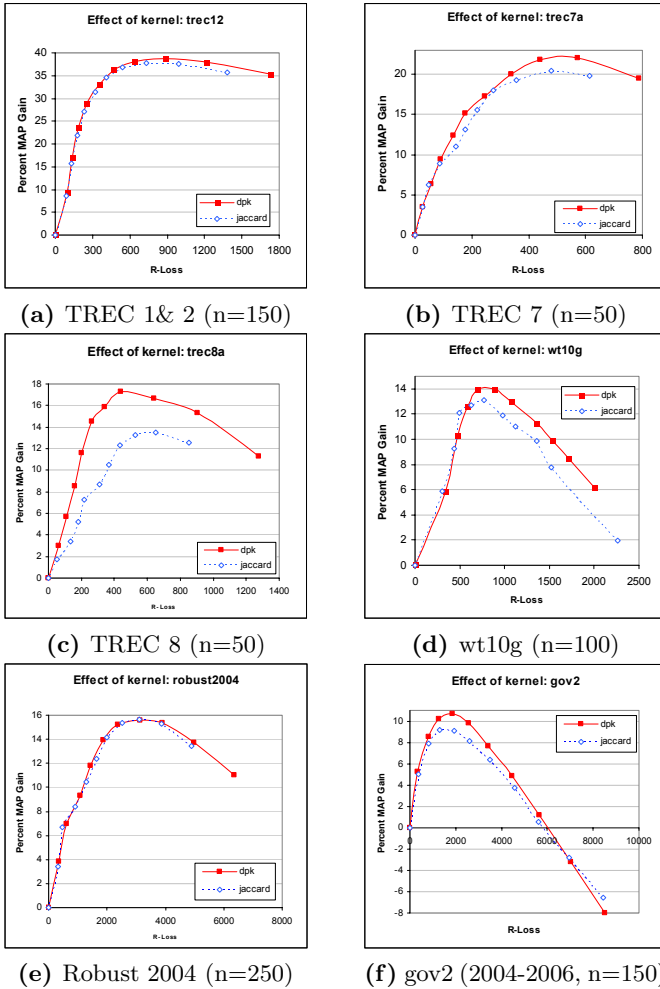 Effect of kernel: trec12
Percent MAP Gain
40
35
30
25
20
15
10
5
0
0 300 600 900 1200 1500 1800
R-Loss
dpk
jaccard
(a) TREC 1& 2 (n=150)
Effect of kernel: trec7a
Percent MAP Gain
20
15
10
5
0
0 200 400 600 800
R-Loss
dpk
jaccard
(b) TREC 7 (n=50)
Effect of kernel: trec8a
Percent MAP Gain
18
16
14
12
10
8
6
4
2
0
0 200 400 600 800 1000 1200 1400
R- Loss
dpk
jaccard
(c) TREC 8 (n=50)
Effect of kernel: wt10g
Percent MAP Gain
14
12
10
8
6
4
2
0
0 500 1000 1500 2000 2500
R-Loss
dpk
jaccard
(d) wt10g (n=100)
Effect of kernel: robust2004
Percent MAP Gain
16
14
12
10
8
6
4
2
0
0 2000 4000 6000 8000
R- Loss
dpk
jaccard
(e) Robust 2004 (n=250)
Effect of kernel: gov2
Percent MAP Gain
10
8
6
4
2
0
-2
-4
-6
-8
0 2000 4000 6000 8000 10000
R-Loss
dpk
jaccard
(f) gov2 (2004-2006, n=150)